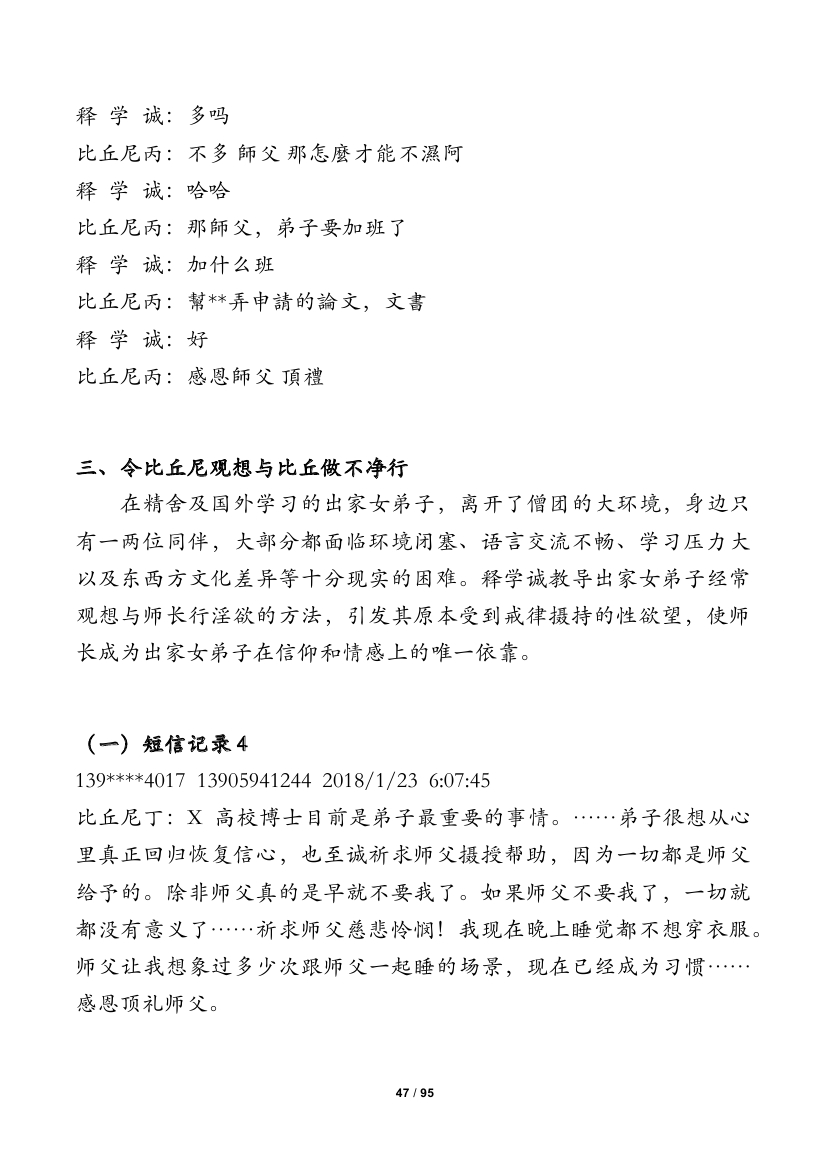 释 学 诚：多吗
比丘尼丙：不多 師父 那怎麼才能不濕阿
释 学 诚：哈哈
比丘尼丙：那師父，弟子要加班了
释 学 诚：加什么班
比丘尼丙：幫**弄申請的論文，文書
释 学 诚：好
比丘尼丙：感恩師父 頂禮
三、令比丘尼观想与比丘做不净行
在精舍及国外学习的出家女弟子，离开了僧团的大环境，身边只
有一两位同伴，大部分都面临环境闭塞、语言交流不畅、学习压力大
以及东西方文化差异等十分现实的困难。释学诚教导出家女弟子经常
观想与师长行淫欲的方法，引发其原本受到戒律摄持的性欲望，使师
长成为出家女弟子在信仰和情感上的唯一依靠。
（一）短信记录 4
139****4017 13905941244 2018/1/23 6:07:45
比丘尼丁：X 高校博士目前是弟子最重要的事情。……弟子很想从心
里真正回归恢复信心，也至诚祈求师父摄授帮助，因为一切都是师父
给予的。除非师父真的是早就不要我了。如果师父不要我了，一切就
都没有意义了……祈求师父慈悲怜悯！我现在晚上睡觉都不想穿衣服。
师父让我想象过多少次跟师父一起睡的场景，现在已经成为习惯……
感恩顶礼师父。
47 / 95